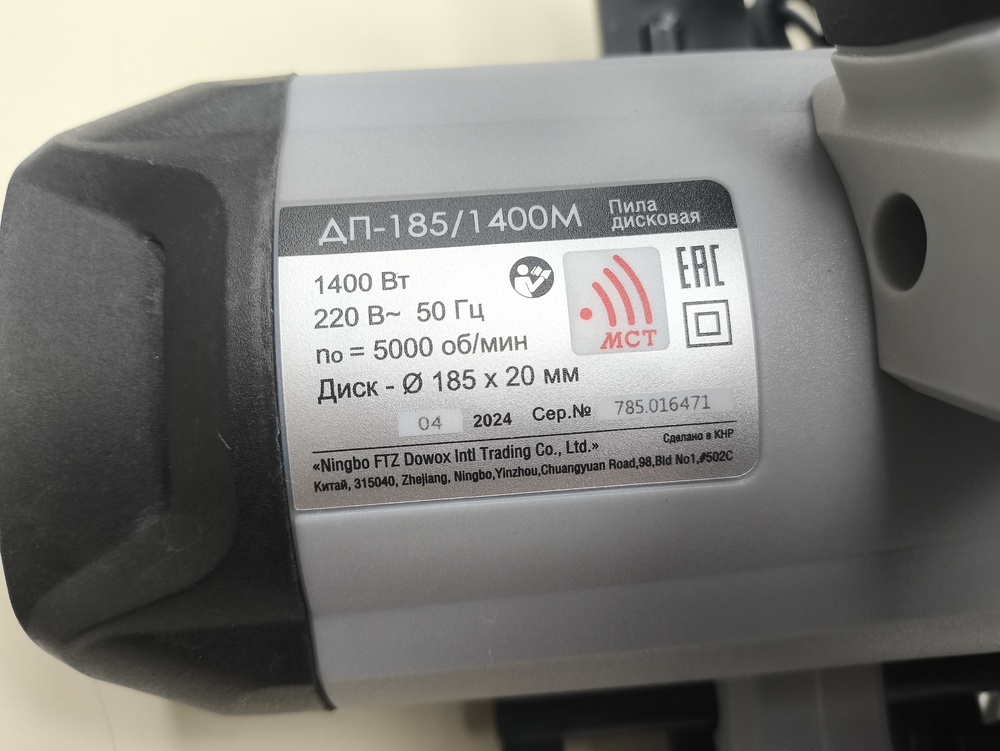 ДП-185/1400М
Пила
дисковая
1400 Вт
220 В~ 50 Гц
no = 5000 об/мин
Диск - Ø 185 x 20 мм
МСТ
ЕАС
04 2024 Сер.№ 785.016471
Сделано в КНР
«Ningbo FTZ Dowox Intl Trading Co., Ltd.»
Китай, 315040, Zhejiang, Ningbo,Yinzhou,Chuangyuan Road,98,Bld No1,#502C